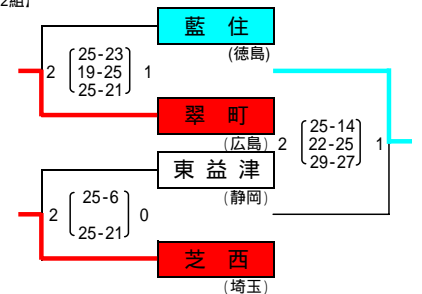 2組】
藍 住
(徳島)
2
25-23
19-25
25-21
1
翠 町
(広島)
2
25-14
22-25
29-27
1
東 益 津
(静岡)
2
25-6
25-21
0
芝 西
(埼玉)